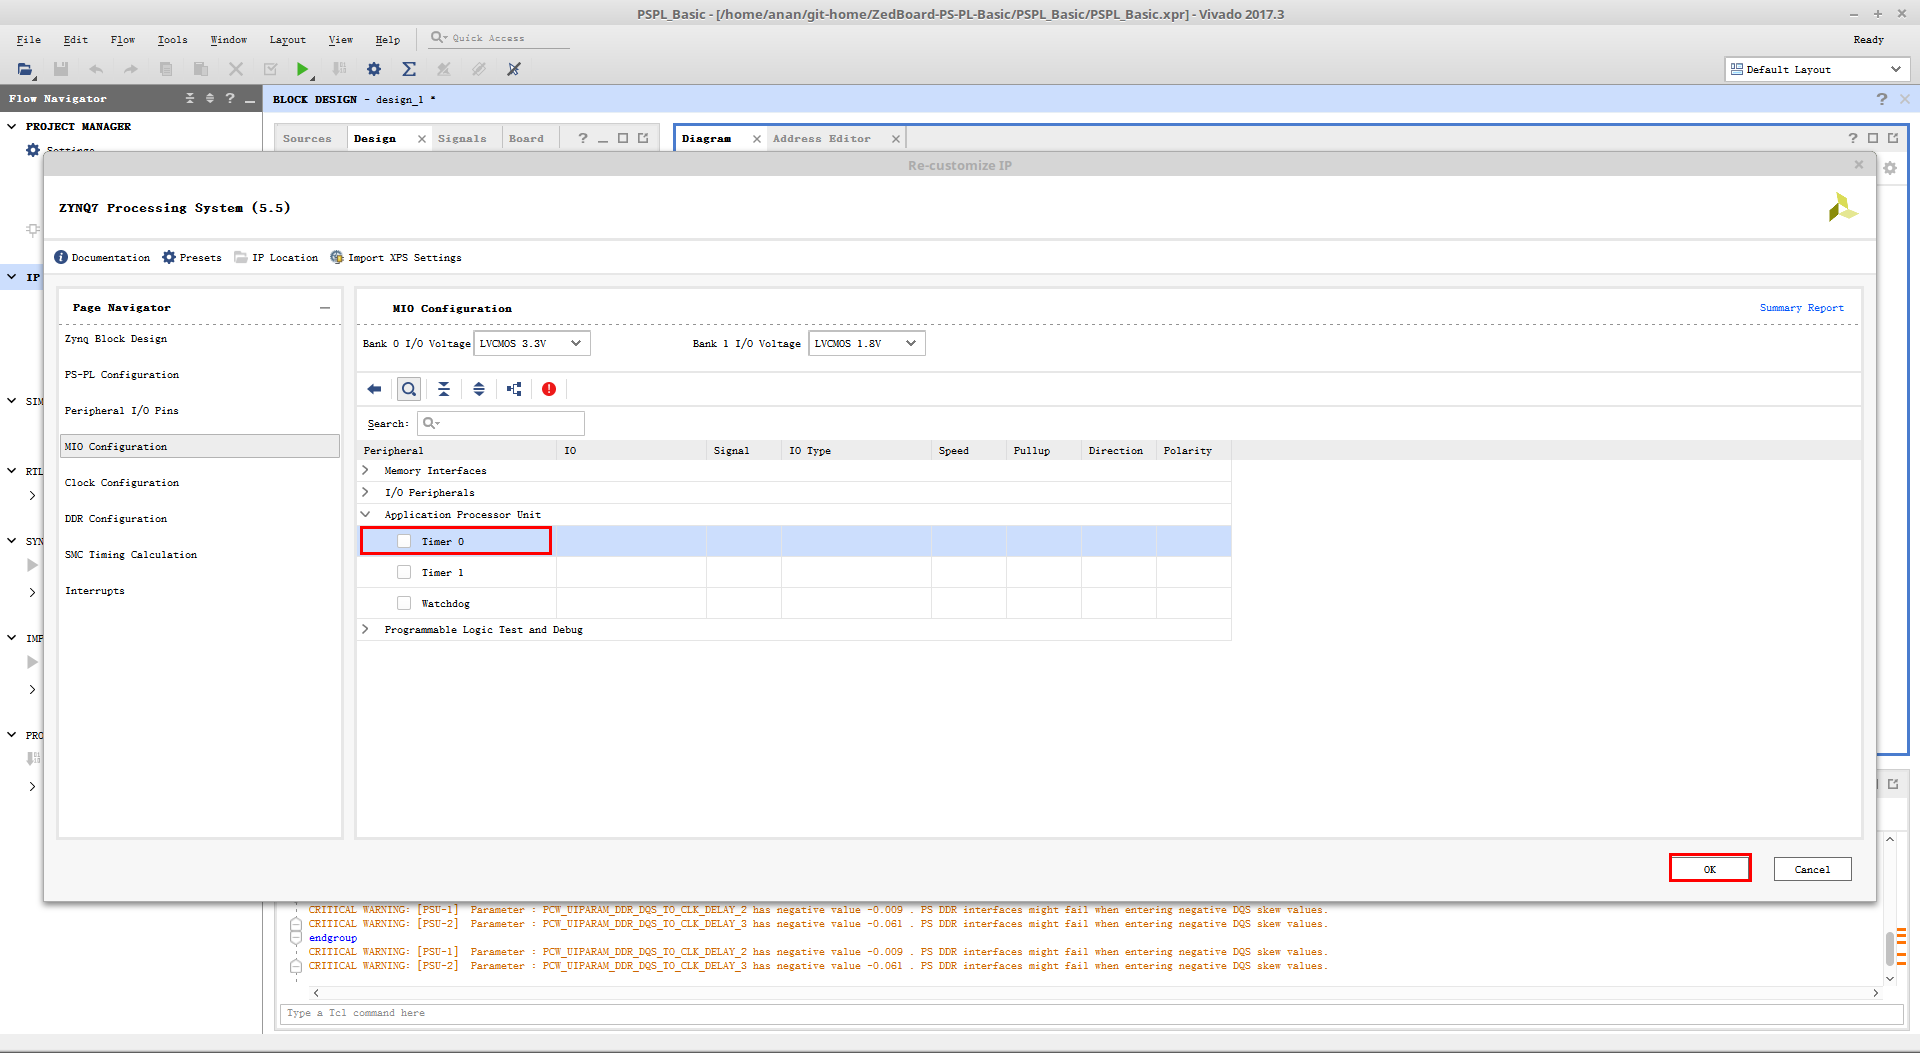 PSPL_Basic - [/home/anan/git-home/ZedBoard-PS-PL-Basic/PSPL_Basic/PSPL_Basic.xpr] - Vivado 2017.3
File Edit Flow Tools Window Layout View Help Quick Access
Ready
Default Layout
Flow Navigator
BLOCK DESIGN - design_1 *
PROJECT MANAGER
Sources Design Signals Board
Diagram Address Editor
Settings
Re-customize IP
ZYNQ7 Processing System (5.5)
Documentation Presets IP Location Import XPS Settings
IP
SIM
RTL
SYN
IMP
PRO
Page Navigator
Zynq Block Design
PS-PL Configuration
Peripheral I/O Pins
MIO Configuration
Clock Configuration
DDR Configuration
SMC Timing Calculation
Interrupts
MIO Configuration
Summary Report
Bank 0 I/O Voltage LVCMOS 3.3V Bank 1 I/O Voltage LVCMOS 1.8V
Search:
Peripheral IO Signal IO Type Speed Pullup Direction Polarity
Memory Interfaces
I/O Peripherals
Application Processor Unit
Timer 0
Timer 1
Watchdog
Programmable Logic Test and Debug
OK Cancel
CRITICAL WARNING: [PSU-1] Parameter : PCW_UIPARAM_DDR_DQS_TO_CLK_DELAY_2 has negative value -0.009 . PS DDR interfaces might fail when entering negative DQS skew values.
CRITICAL WARNING: [PSU-2] Parameter : PCW_UIPARAM_DDR_DQS_TO_CLK_DELAY_3 has negative value -0.061 . PS DDR interfaces might fail when entering negative DQS skew values.
endgroup
CRITICAL WARNING: [PSU-1] Parameter : PCW_UIPARAM_DDR_DQS_TO_CLK_DELAY_2 has negative value -0.009 . PS DDR interfaces might fail when entering negative DQS skew values.
CRITICAL WARNING: [PSU-2] Parameter : PCW_UIPARAM_DDR_DQS_TO_CLK_DELAY_3 has negative value -0.061 . PS DDR interfaces might fail when entering negative DQS skew values.
Type a Tcl command here